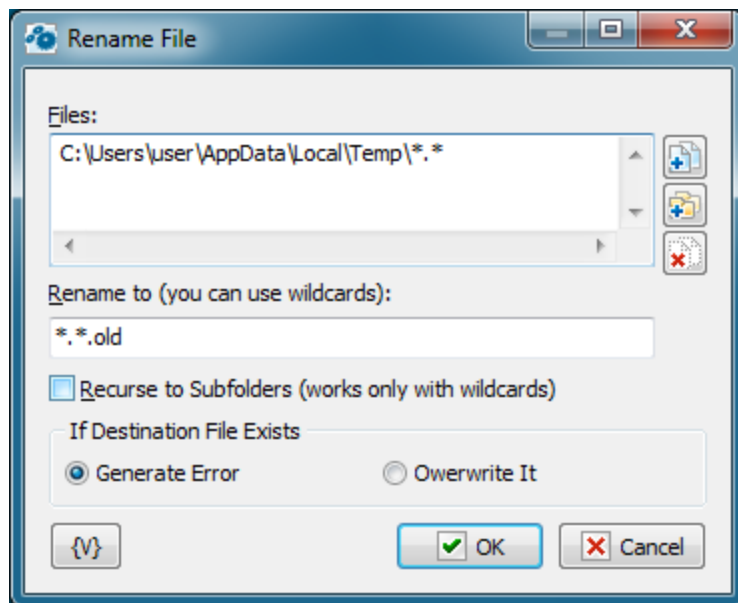 Rename File
Files:
C:\Users\user\AppData\Local\Temp\*.*
Rename to (you can use wildcards):
*.*.old
Recurse to Subfolders (works only with wildcards)
If Destination File Exists
Generate Error
Owerwrite It
{V}
OK
Cancel